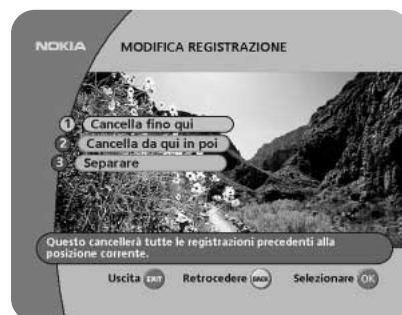 NOKIA
MODIFICA REGISTRAZIONE
1 Cancella fino qui
2 Cancella da qui in poi
3 Separare
Questo cancellerà tutte le registrazioni precedenti alla
posizione corrente.
Uscita EXIT Retrocedere BACK Selezionare OK